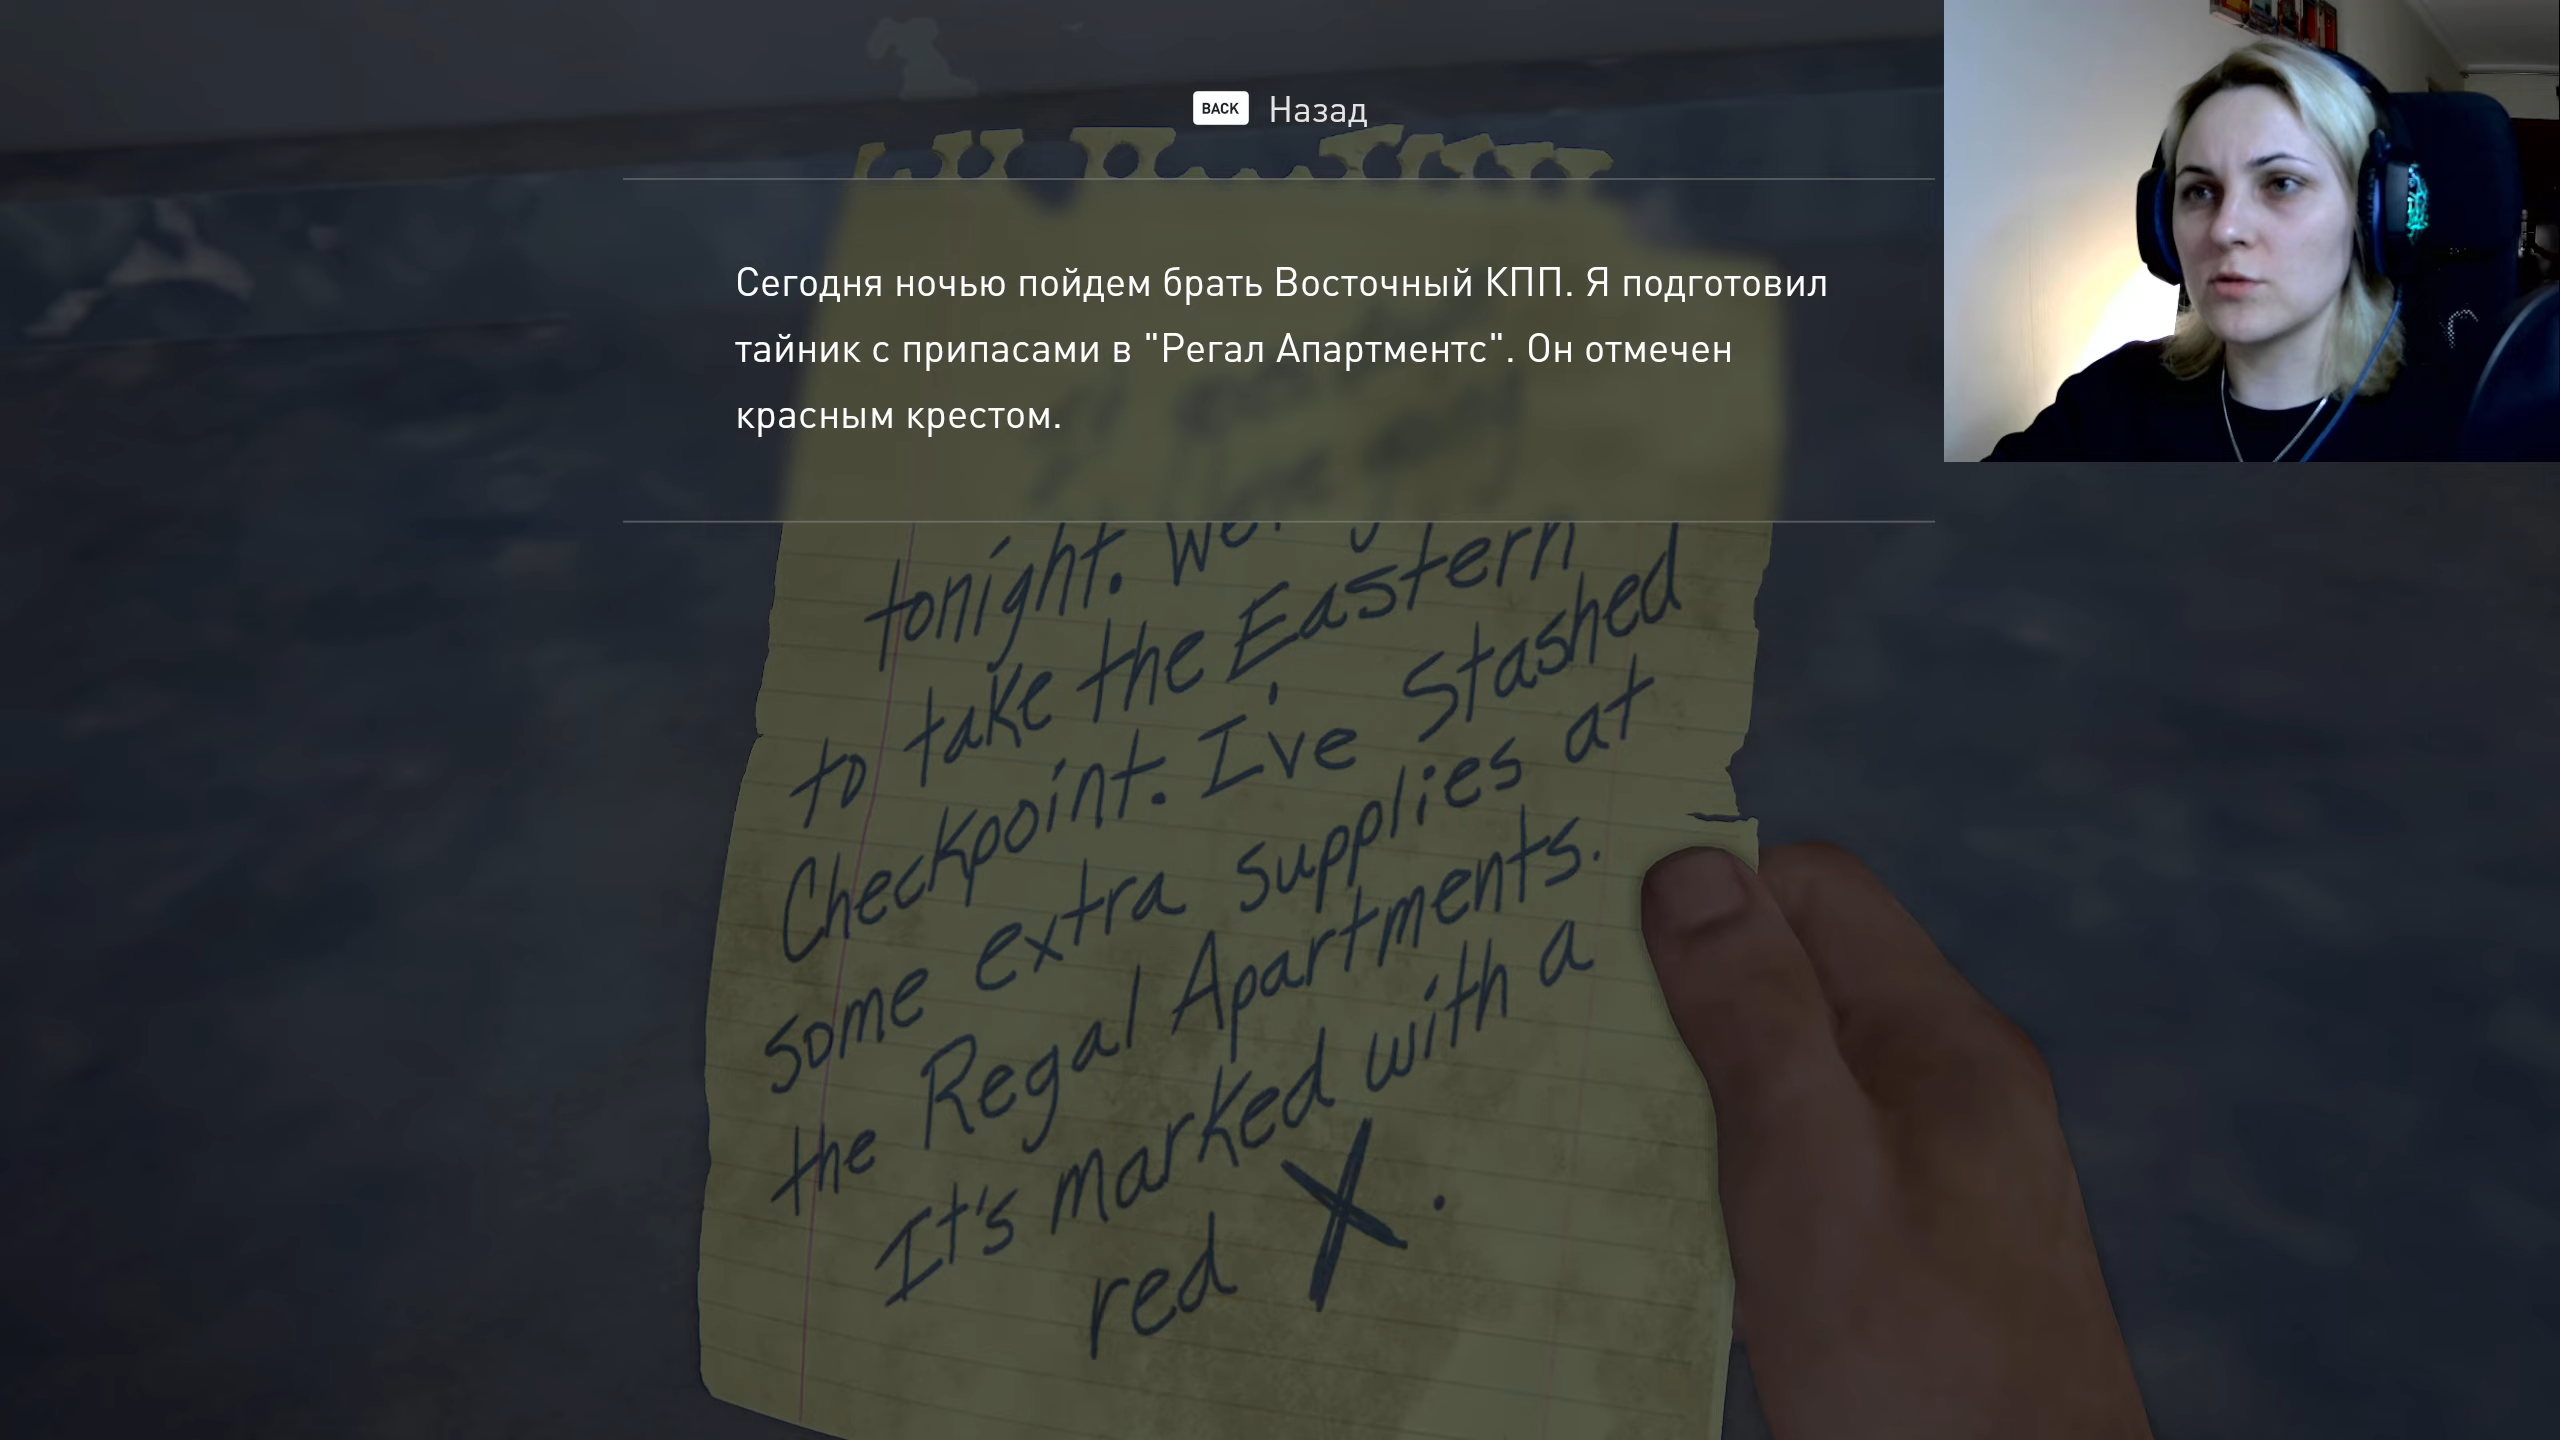 BACK Назад
Сегодня ночью пойдем брать Восточный КПП. Я подготовил
тайник с припасами в "Регал Апартментс". Он отмечен
красным крестом.
tonight.
to take the Eastern
Checkpoint. I've stashed
some extra supplies at
the Regal Apartments.
It's marked with a
red X.